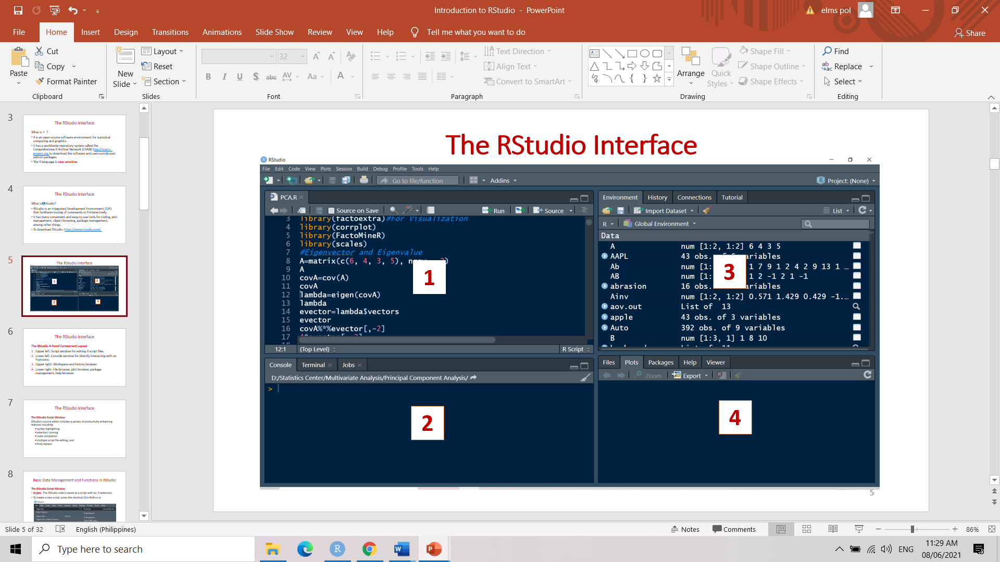 Introduction to RStudio - PowerPoint
elms pol
File Home Insert Design Transitions Animations Slide Show Review View Help Tell me what you want to do
Share
Paste
Cut
Copy
Format Painter
Clipboard
New Slide
Layout
Reset
Section
Slides
32
B I U S abc AV Aa A
Font
Text Direction
Align Text
Convert to SmartArt
Paragraph
Arrange
Quick Styles
Shape Fill
Shape Outline
Shape Effects
Drawing
Find
Replace
Select
Editing
3
The RStudio Interface
What is ?
• R is an open-source software environment for statistical
computing and graphics.
• It has a worldwide repository system called the
Comprehensive R Archive Network (CRAN) http://cran.r-
project.org to download the software and user-contributed
add-on packages.
• The R language is case sensitive.
4
The RStudio Interface
What is Studio?
• RStudio is an Integrated Development Environment (IDE)
that facilitates issuing of commands in R interactively.
• It has many convenient and easy-to-use tools for coding, plot
management, object browsing, package management,
among other things.
• To download RStudio: https://www.rstudio.com/
5
The RStudio Interface
1
3
2
4
6
The RStudio Interface
The RStudio 4-Panel Component Layout
1. Upper left: Script window for editing R script files.
2. Lower left: Console window for directly interacting with an
R process.
3. Upper right: Workspace and history browser
4. Lower right: File browser, plot browser, package
management, help browser.
7
The RStudio Interface
The RStudio Script Window
RStudio's source editor includes a variety of productivity enhancing
features including
• syntax highlighting
• selection running
• code completion
• multiple script file editing, and
• find/replace.
8
Basic Data Management and Functions in RStudio
The RStudio Script Window
• Scripts. The RStudio code is saved as a script with an .R extension.
• To create a new script, press the shortcut Ctrl+Shift+n or
The RStudio Interface
RStudio
File Edit Code View Plots Session Build Debug Profile Tools Help
Go to file/function
Addins
Project: (None)
PCA.R
Source on Save
Run
Source
3 library(factoextra)#For Visualization
4 library(corrplot)
5 library(FactoMineR)
6 library(scales)
7 #Eigenvector and Eigenvalue
8 A=matrix(c(6, 4, 3, 5), )
9 A
10 covA=cov(A)
11 covA
12 lambda=eigen(covA)
13 lambda
14 evector=lambda$vectors
15 evector
16 covA%*%evector[,-2]
17
12:1 (Top Level) R Script
1
Console Terminal Jobs
D:/Statistics Center/Multivariate Analysis/Principal Component Analysis/
>
2
Environment History Connections Tutorial
Import Dataset
List
R Global Environment
Data
A num [1:2, 1:2] 6 4 3 5
AAPL 43 obs. variables
Ab num [1: 1 7 9 1 2 4 2 9 13 1 …
AB num [1: 1 2 -1 2 1 -1
abrasion 16 obs. variables
Ainv num [1:2, 1:2] 0.571 1.429 0.429 -1.…
aov.out List of 13
apple 43 obs. of 3 variables
Auto 392 obs. of 9 variables
B num [1:3, 1] 1 8 10
3
Files Plots Packages Help Viewer
Zoom Export
4
5
Slide 5 of 32
English (Philippines)
Notes
Comments
86%
Type here to search
ENG
11:29 AM
08/06/2021